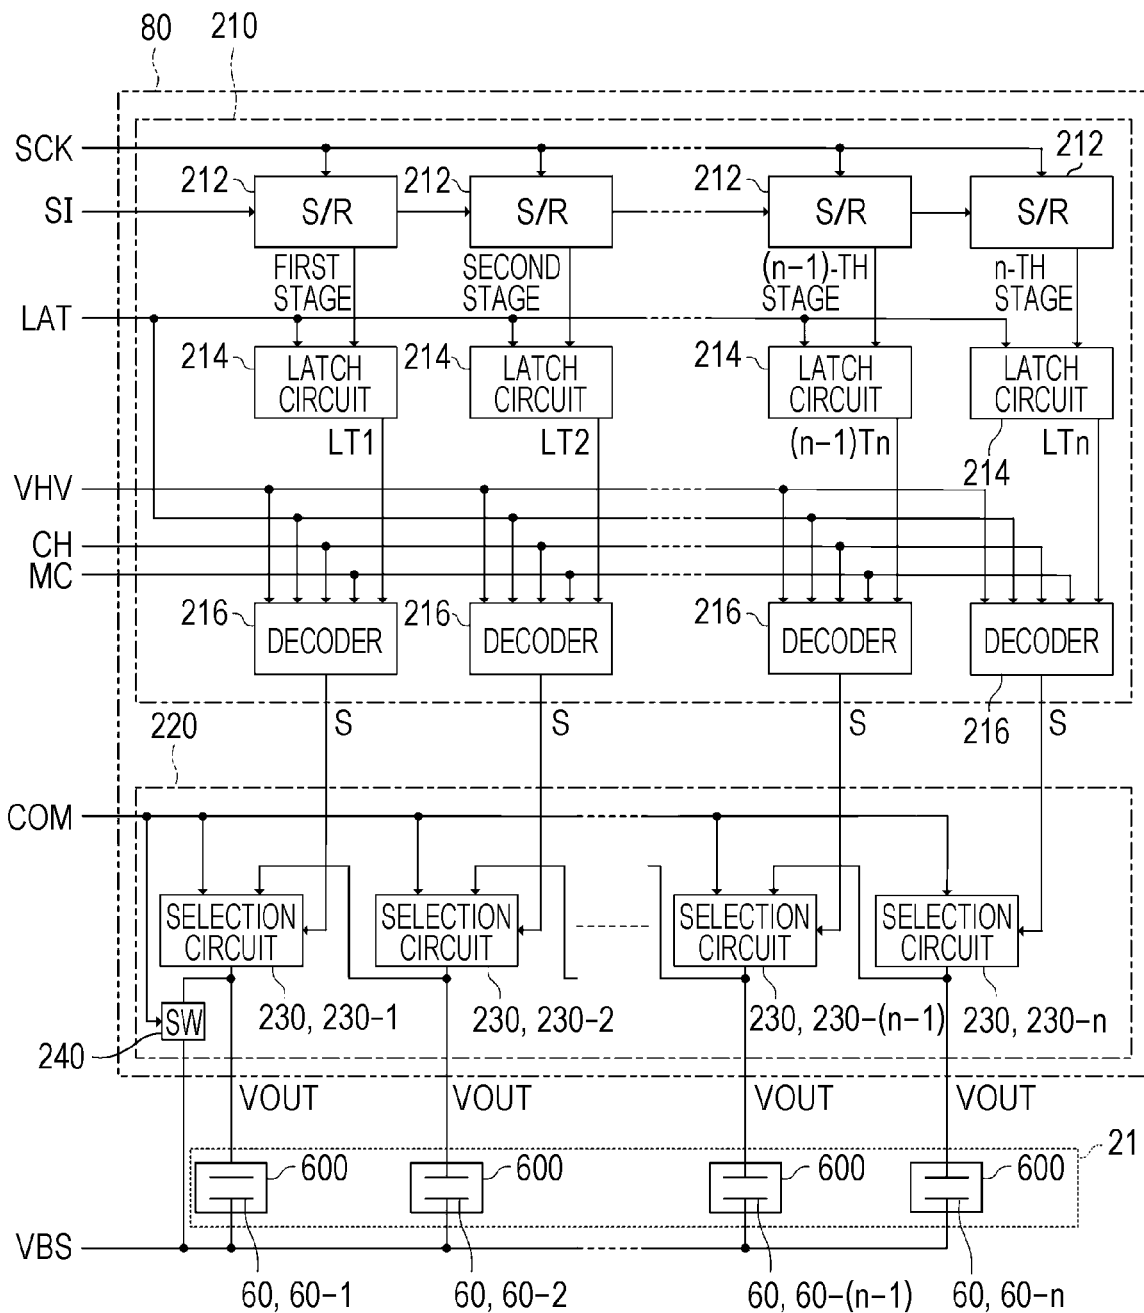 80
210
SCK
212
212
212
212
SI
S/R
S/R
S/R
S/R
FIRST
STAGE
SECOND
STAGE
(n-1)-TH
STAGE
n-TH
STAGE
LAT
214
214
214
LATCH
CIRCUIT
LATCH
CIRCUIT
LATCH
CIRCUIT
LATCH
CIRCUIT
LT1
LT2
(n-1)Tn
214
LTn
VHV
CH
MC
216
216
216
DECODER
DECODER
DECODER
DECODER
216
S
S
S
S
220
COM
SELECTION
CIRCUIT
SELECTION
CIRCUIT
SELECTION
CIRCUIT
SELECTION
CIRCUIT
SW
230, 230-1
230, 230-2
230, 230-(n-1)
230, 230-n
240
VOUT
VOUT
VOUT
VOUT
21
600
600
600
600
VBS
60, 60-1
60, 60-2
60, 60-(n-1)
60, 60-n